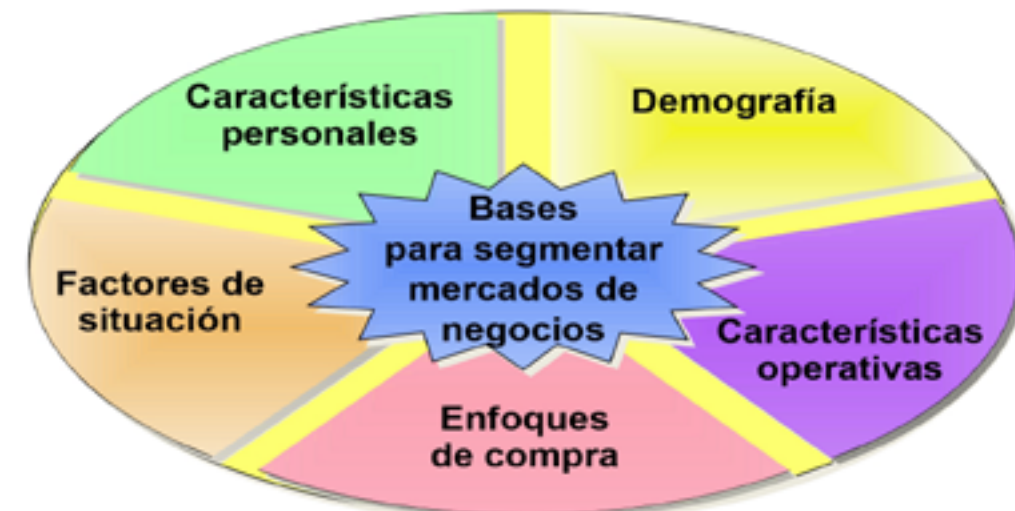 Características
personales
Demografía
Bases
para segmentar
mercados de
negocios
Factores de
situación
Características
operativas
Enfoques
de compra